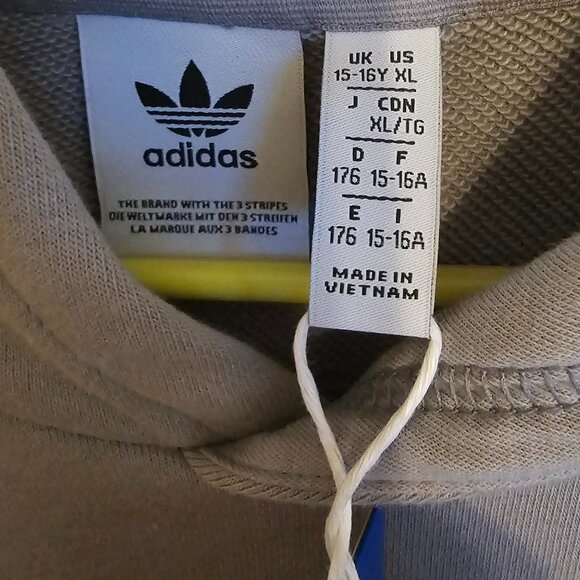 adidas
THE BRAND WITH THE 3 STRIPES
DIE WELTMARKE MIT DEN 3 STREIFEN
LA MARQUE AUX 3 BANDES
UK US
15-16Y XL
J CDN
XL/TG
D F
176 15-16A
E I
176 15-16A
MADE IN
VIETNAM